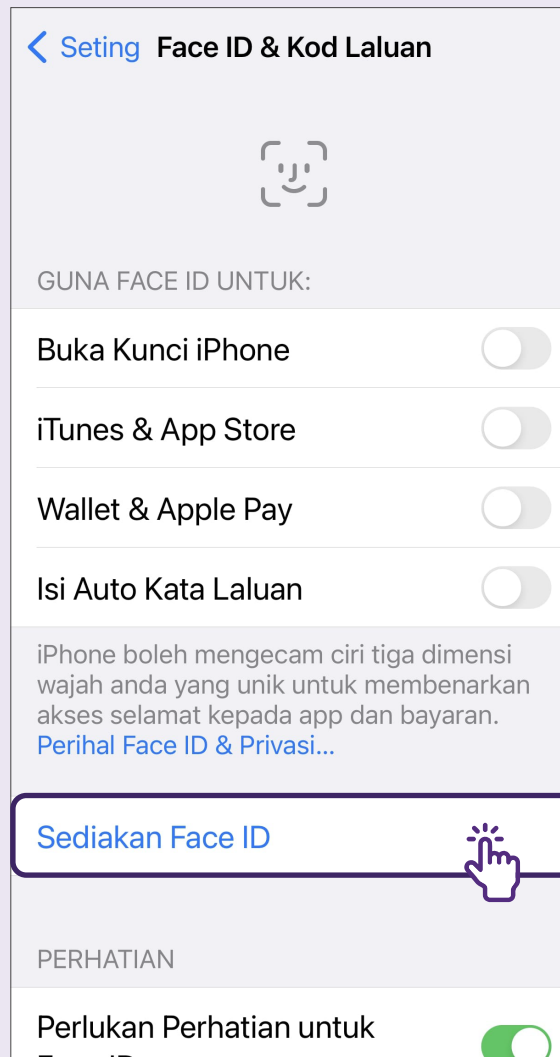 Seting Face ID & Kod Laluan
GUNA FACE ID UNTUK:
Buka Kunci iPhone
iTunes & App Store
Wallet & Apple Pay
Isi Auto Kata Laluan
iPhone boleh mengecam ciri tiga dimensi
wajah anda yang unik untuk membenarkan
akses selamat kepada app dan bayaran.
Perihal Face ID & Privasi...
Sediakan Face ID
PERHATIAN
Perlukan Perhatian untuk